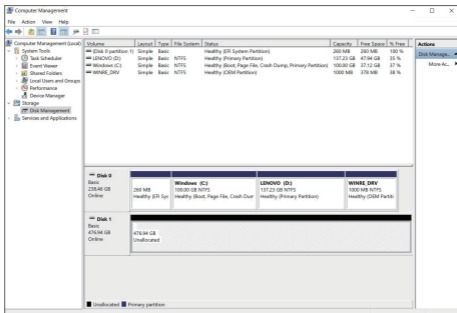 Computer Management
File Action View Help
Computer Management (Local)
System Tools
Task Scheduler
Event Viewer
Shared Folders
Local Users and Groups
Performance
Device Manager
Storage
Disk Management
Services and Applications
Volume Layout Type File System Status Capacity Free Space % Free
(Disk 0 partition 1) Simple Basic Healthy (EFI System Partition) 260 MB 260 MB 100 %
LENOVO (D:) Simple Basic NTFS Healthy (Primary Partition) 137.23 GB 47.94 GB 35 %
Windows (C:) Simple Basic NTFS Healthy (Boot, Page File, Crash Dump, Primary Partition) 100.00 GB 37.12 GB 37 %
WINRE_DRV Simple Basic NTFS Healthy (OEM Partition) 1000 MB 378 MB 38 %
Actions
Disk Manage...
More Ac...
Disk 0
Basic
238.46 GB
Online
260 MB
Healthy (EFI Sys
Windows (C:)
100.00 GB NTFS
Healthy (Boot, Page File, Crash Dur
LENOVO (D:)
137.23 GB NTFS
Healthy (Primary Partition)
WINRE_DRV
1000 MB NTFS
Healthy (OEM Partiti
Disk 1
Basic
476.94 GB
Online
476.94 GB
Unallocated
Unallocated Primary partition